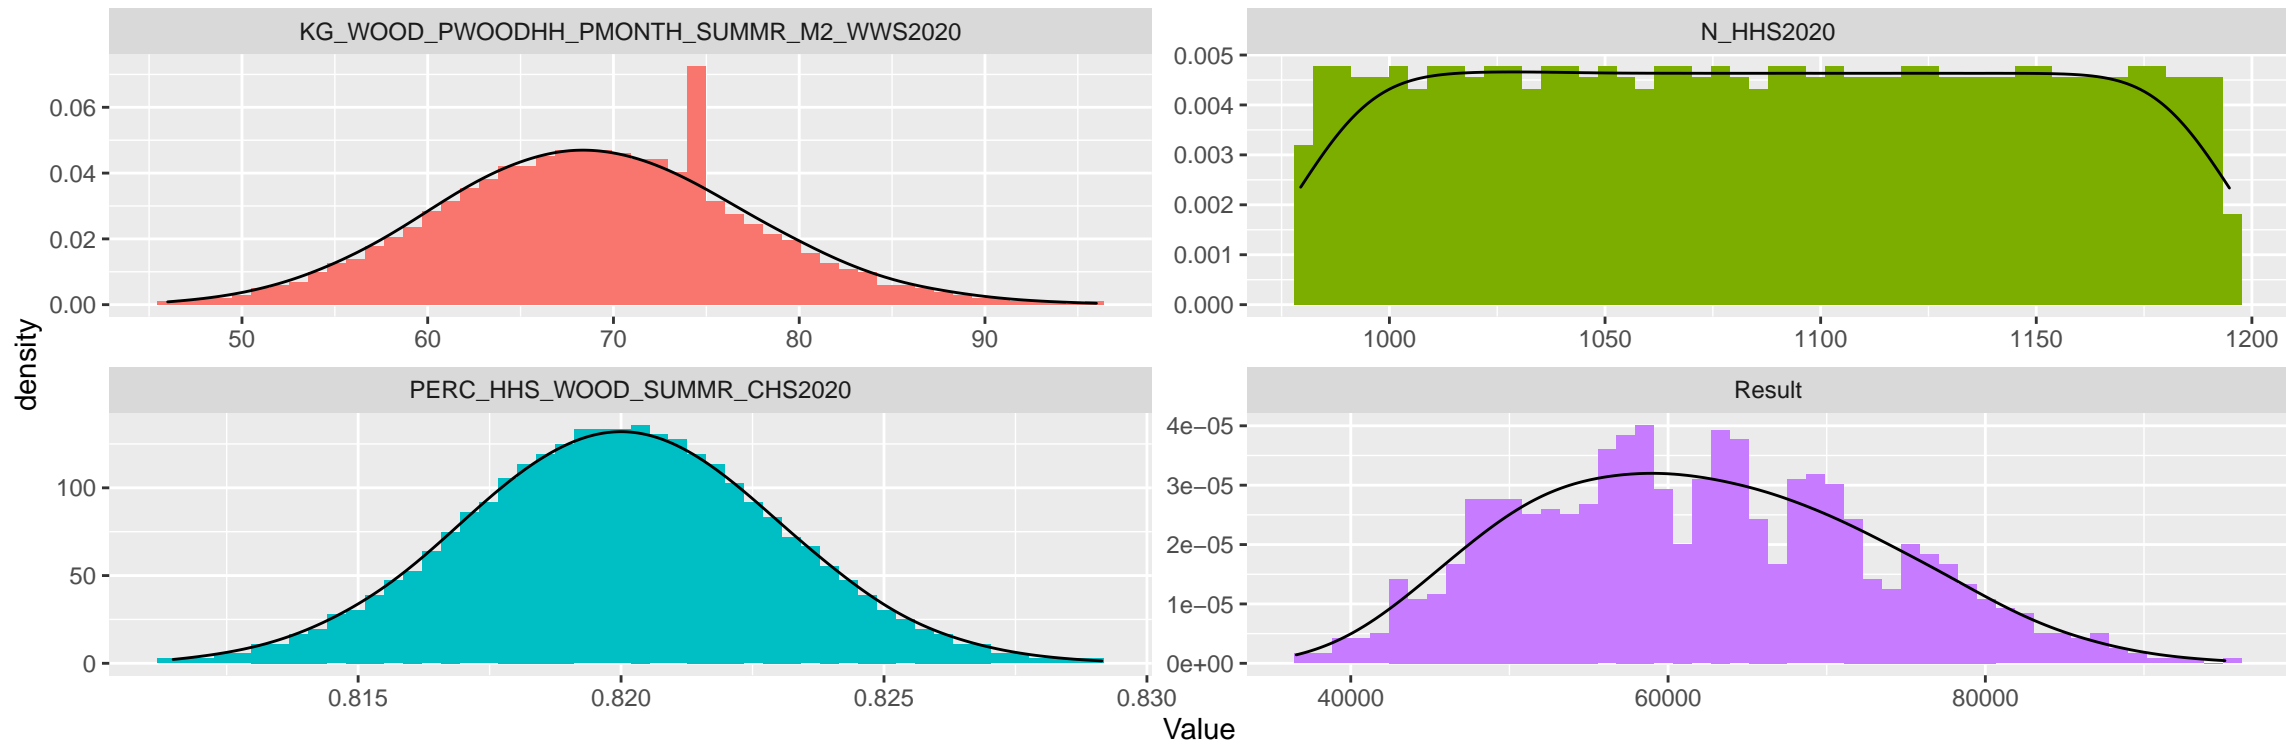 KG_WOOD_PWOODHH_PMONTH_SUMMR_M2_WWS2020
0.06
0.04
0.02
0.00
50 60 70 80 90
N_HHS2020
0.005
0.004
0.003
0.002
0.001
0.000
1000 1050 1100 1150 1200
density
PERC_HHS_WOOD_SUMMR_CHS2020
100
50
0
0.815 0.820 0.825 0.830
Result
4e−05
3e−05
2e−05
1e−05
0e+00
40000 60000 80000
Value